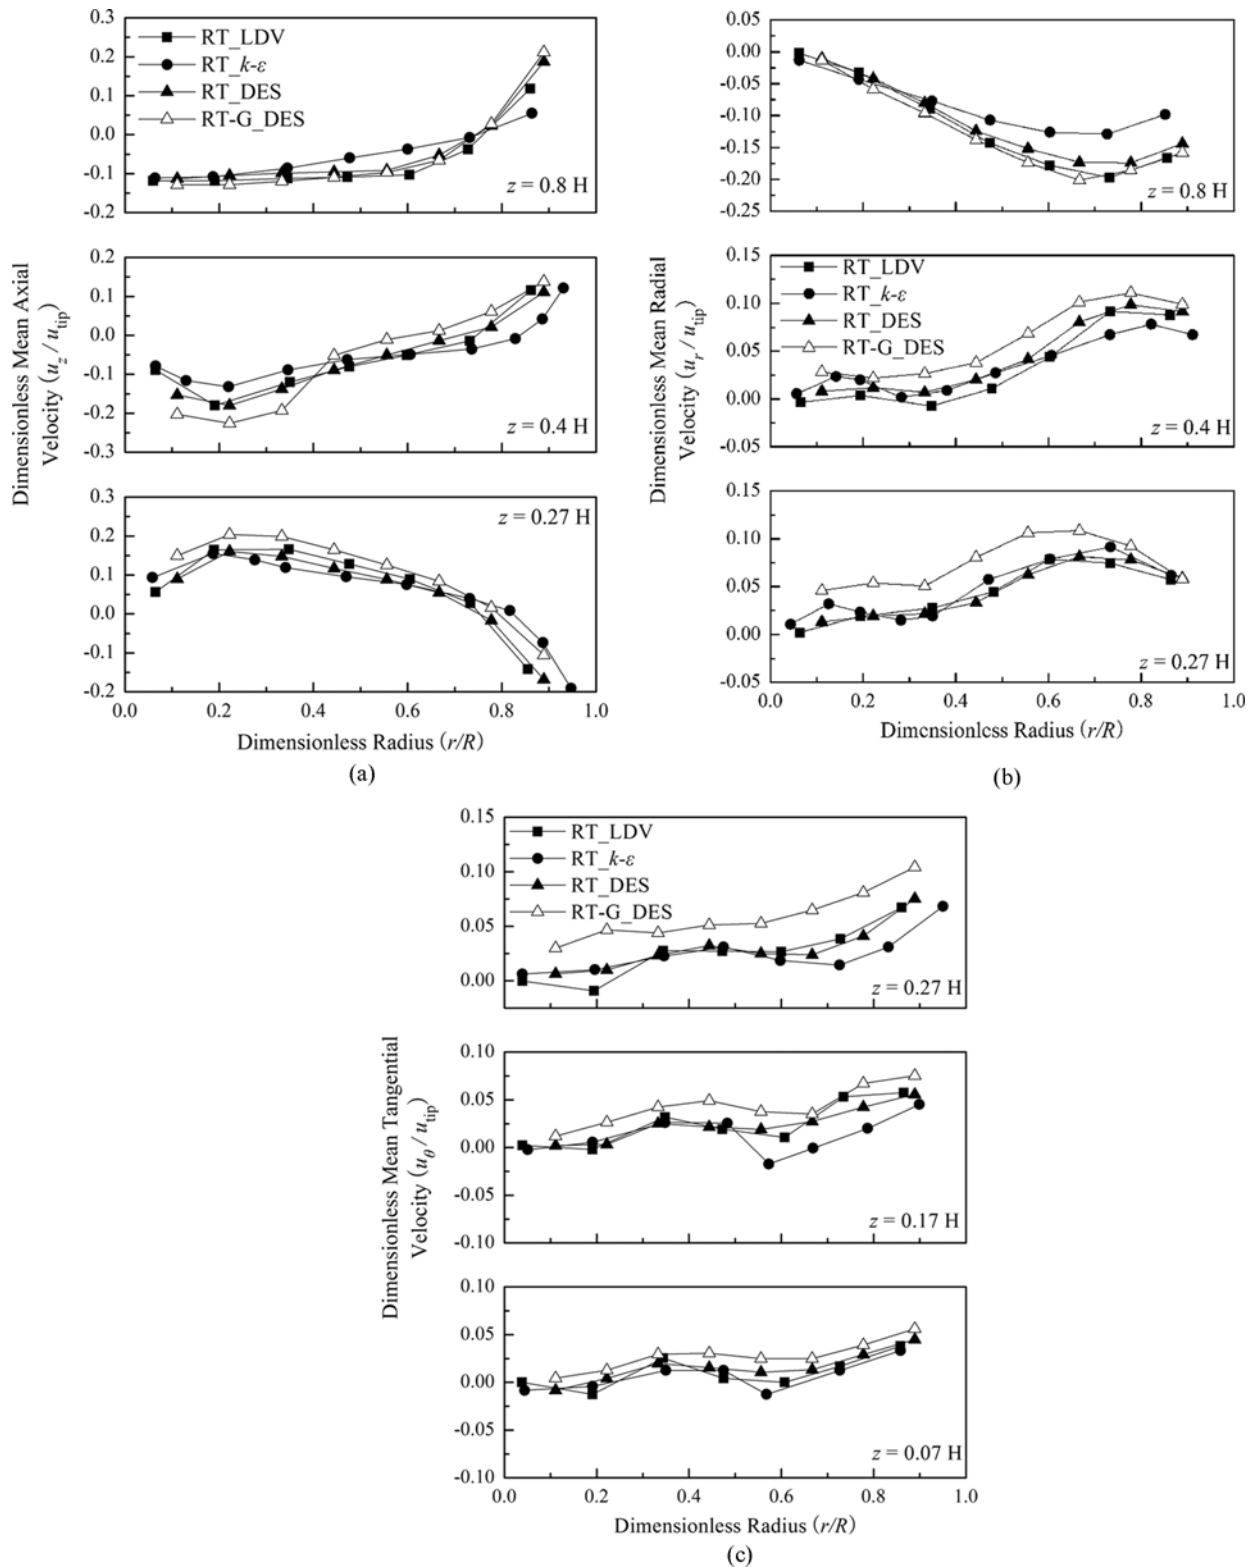 0.3
0.2
0.1
0.0
-0.1
-0.2
RT_LDV
RT_k-ε
RT_DES
RT-G_DES
z = 0.8 H
0.2
0.1
0.0
-0.1
-0.2
-0.3
z = 0.4 H
0.3
0.2
0.1
0.0
-0.1
-0.2
z = 0.27 H
0.0 0.2 0.4 0.6 0.8 1.0
Dimensionless Radius (r/R)
Dimensionless Mean Axial
Velocity (u_z / u_tip)
(a)
0.05
0.00
-0.05
-0.10
-0.15
-0.20
-0.25
z = 0.8 H
0.15
0.10
0.05
0.00
-0.05
RT_LDV
RT_k-ε
RT_DES
RT-G_DES
z = 0.4 H
0.15
0.10
0.05
0.00
-0.05
z = 0.27 H
0.0 0.2 0.4 0.6 0.8 1.0
Dimensionless Radius (r/R)
Dimensionless Mean Radial
Velocity (u_r / u_tip)
(b)
0.15
0.10
0.05
0.00
RT_LDV
RT_k-ε
RT_DES
RT-G_DES
z = 0.27 H
0.10
0.05
0.00
-0.05
-0.10
z = 0.17 H
0.10
0.05
0.00
-0.05
-0.10
z = 0.07 H
0.0 0.2 0.4 0.6 0.8 1.0
Dimensionless Radius (r/R)
Dimensionless Mean Tangential
Velocity (u_θ / u_tip)
(c)